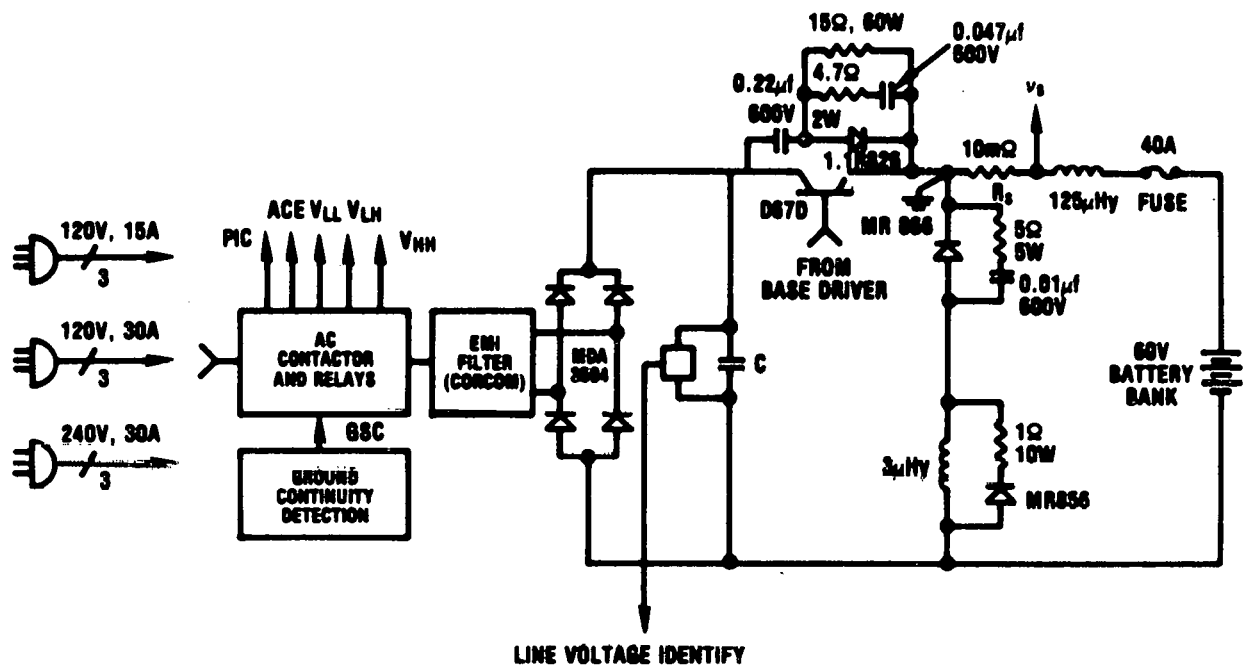 15Ω, 60W
0.047μf
600V
4.7Ω
0.22μf
600V
2W
νs
10mΩ
40A
Rs
125μHy
FUSE
D67D
MR 856
FROM
BASE DRIVER
5Ω
5W
0.01μf
600V
120V, 15A
3
PIC
ACE VLL VLH
VHH
120V, 30A
3
AC
CONTACTOR
AND RELAYS
EMI
FILTER
(CORCOM)
MDA
C
60V
BATTERY
BANK
240V, 30A
3
GSC
GROUND
CONTINUITY
DETECTION
3μHy
1Ω
10W
MR856
LINE VOLTAGE IDENTIFY